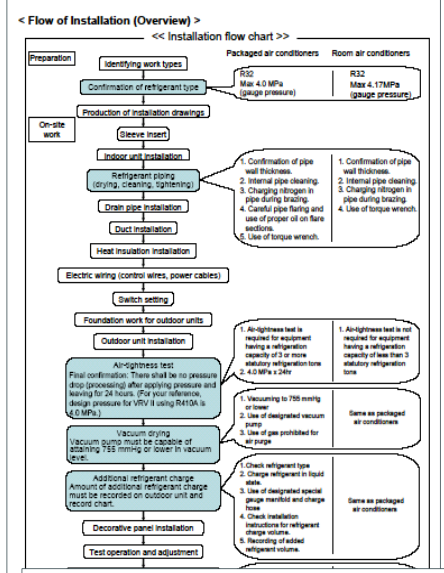 < Flow of Installation (Overview) >
<< Installation flow chart >>
Preparation
Packaged air conditioners
Room air conditioners
Identifying work types
Confirmation of refrigerant type
R32
Max 4.0 MPa
(gauge pressure)
R32
Max 4.17MPa
(gauge pressure)
Production of installation drawings
On-site
work
Sleeve insert
Indoor unit installation
Refrigerant piping
(drying, cleaning, tightening)
1. Confirmation of pipe
wall thickness.
2. Internal pipe cleaning.
3. Charging nitrogen in
pipe during brazing.
4. Careful pipe flaring and
use of proper oil on flare
sections.
5. Use of torque wrench.
1. Confirmation of pipe
wall thickness.
2. Internal pipe cleaning.
3. Charging nitrogen in
pipe during brazing.
4. Use of torque wrench.
Drain pipe installation
Duct installation
Heat insulation installation
Electric wiring (control wires, power cables)
Switch setting
Foundation work for outdoor units
Outdoor unit installation
Air-tightness test
Final confirmation: There shall be no pressure
drop (processing) after applying pressure and
leaving for 24 hours. (For your reference,
design pressure for VRV II using R410A is
4.0 MPa.)
1. Air-tightness test is
required for equipment
having a refrigeration
capacity of 3 or more
statutory refrigeration tons
2. 4.0 MPa x 24hr
1. Air-tightness test is not
required for equipment
having a refrigeration
capacity of less than 3
statutory refrigeration
tons
Vacuum drying
Vacuum pump must be capable of
attaining 755 mmHg or lower in vacuum
level.
1. Vacuuming to 755 mmHg
or lower
2. Use of designated vacuum
pump
3. Use of gas prohibited for
air purge
Same as packaged
air conditioners
Additional refrigerant charge
Amount of additional refrigerant charge
must be recorded on outdoor unit and
record chart.
1. Check refrigerant type
2. Charge refrigerant in liquid
state.
3. Use of designated special
gauge manifold and charge
hose
4. Check installation
instructions for refrigerant
charge volume.
5. Recording of added
refrigerant volume.
Same as packaged
air conditioners
Decorative panel installation
Test operation and adjustment